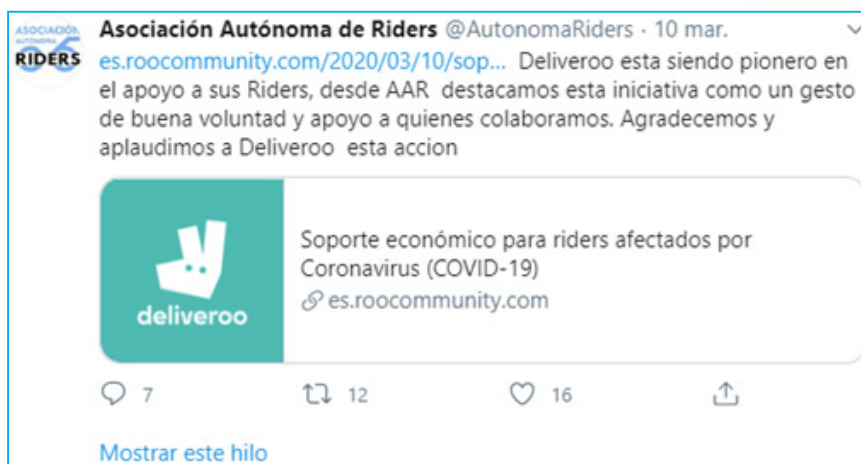 ASOCIACIÓN
AUTÓNOMA
RIDERS
Asociación Autónoma de Riders @AutonomaRiders · 10 mar.
es.roocommunity.com/2020/03/10/sop... Deliveroo esta siendo pionero en
el apoyo a sus Riders, desde AAR destacamos esta iniciativa como un gesto
de buena voluntad y apoyo a quienes colaboramos. Agradecemos y
aplaudimos a Deliveroo esta accion
deliveroo
Soporte económico para riders afectados por
Coronavirus (COVID-19)
es.roocommunity.com
7 12 16
Mostrar este hilo